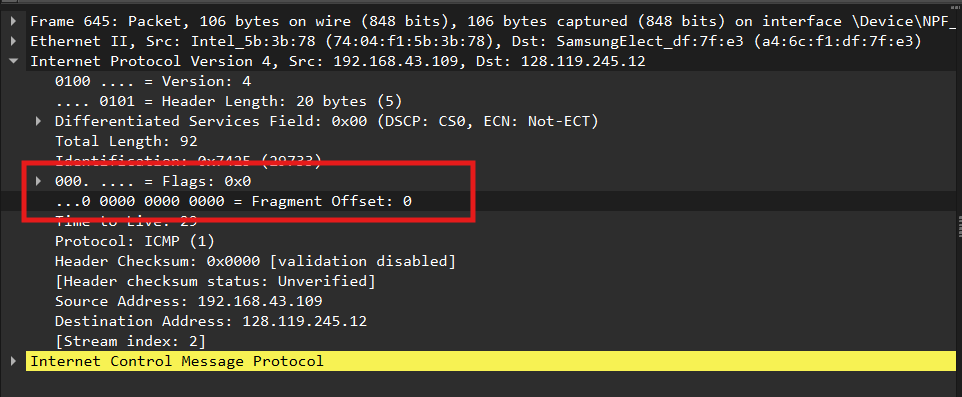 Frame 645: Packet, 106 bytes on wire (848 bits), 106 bytes captured (848 bits) on interface \Device\NPF_
Ethernet II, Src: Intel_5b:3b:78 (74:04:f1:5b:3b:78), Dst: SamsungElect_df:7f:e3 (a4:6c:f1:df:7f:e3)
Internet Protocol Version 4, Src: 192.168.43.109, Dst: 128.119.245.12
0100 .... = Version: 4
.... 0101 = Header Length: 20 bytes (5)
Differentiated Services Field: 0x00 (DSCP: CS0, ECN: Not-ECT)
Total Length: 92
Identification: 0x7425 (29733)
000. .... = Flags: 0x0
...0 0000 0000 0000 = Fragment Offset: 0
Time to Live: 29
Protocol: ICMP (1)
Header Checksum: 0x0000 [validation disabled]
[Header checksum status: Unverified]
Source Address: 192.168.43.109
Destination Address: 128.119.245.12
[Stream index: 2]
Internet Control Message Protocol